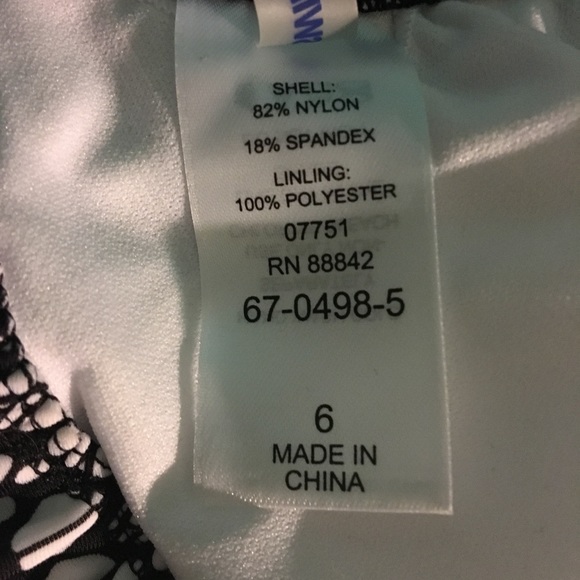 SHELL:
82% NYLON
18% SPANDEX
LINLING:
100% POLYESTER
07751
RN 88842
67-0498-5
6
MADE IN
CHINA